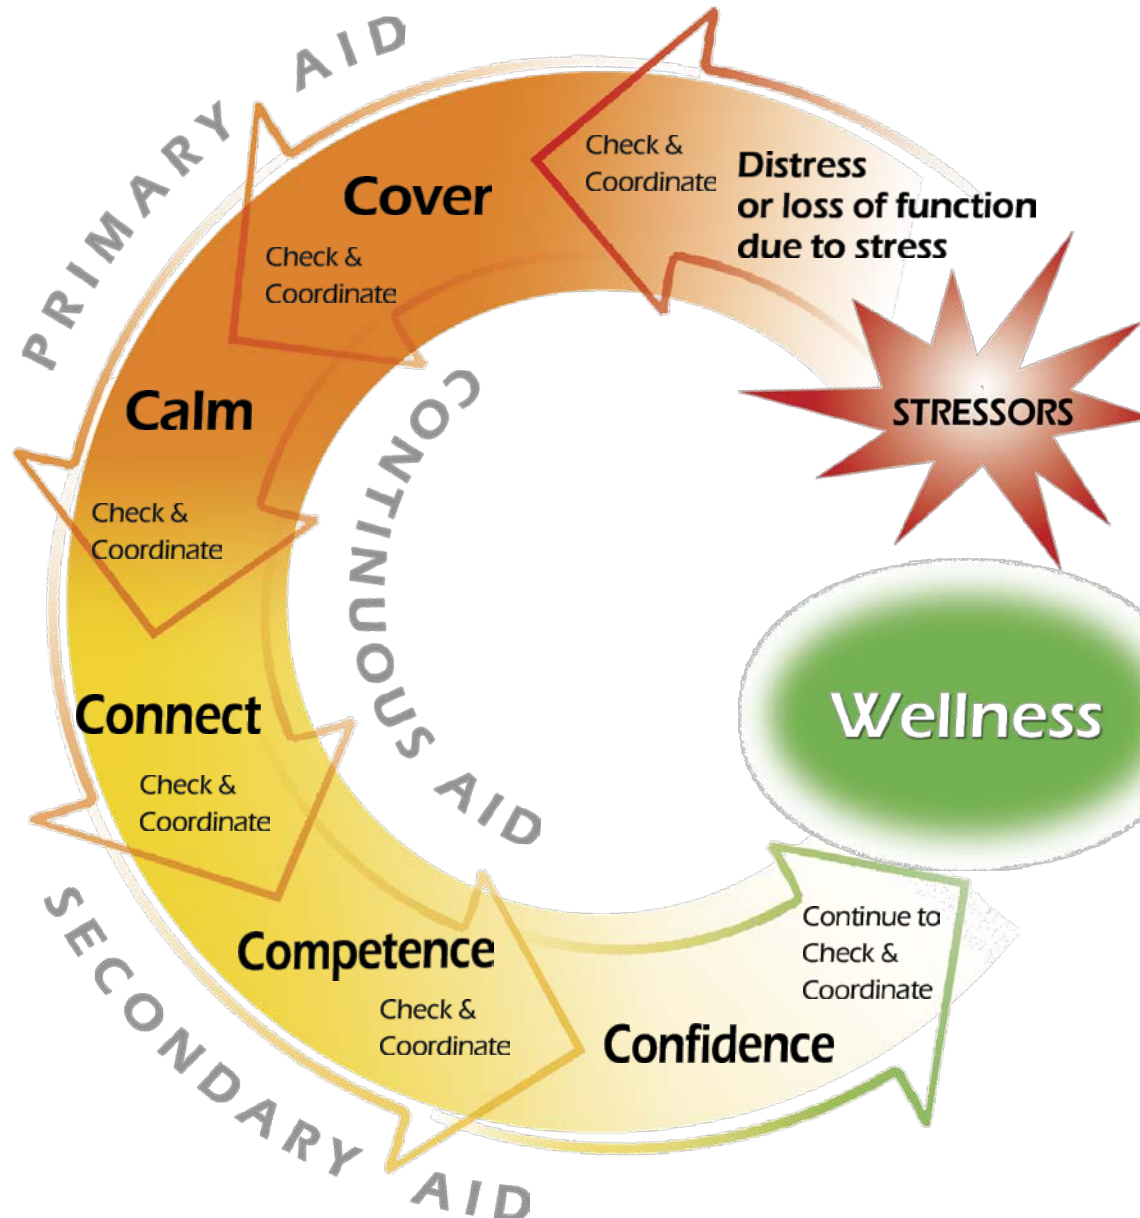 PRIMARY AID
Check &
Coordinate
Distress
or loss of function
due to stress
STRESSORS
Cover
Check &
Coordinate
Calm
Check &
Coordinate
CONTINUOUS AID
Connect
Check &
Coordinate
Competence
Check &
Coordinate
SECONDARY AID
Confidence
Continue to
Check &
Coordinate
Wellness